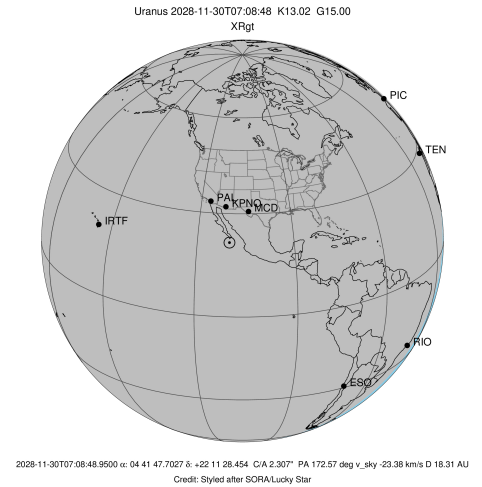 Uranus 2028-11-30T07:08:48 K13.02 G15.00
XRgt
PIC
TEN
PAL
KPNO
MCD
IRTF
RIO
ESO
2028-11-30T07:08:48.9500 α: 04 41 47.7027 δ: +22 11 28.454 C/A 2.307" PA 172.57 deg v_sky -23.38 km/s D 18.31 AU
Credit: Styled after SORA/Lucky Star